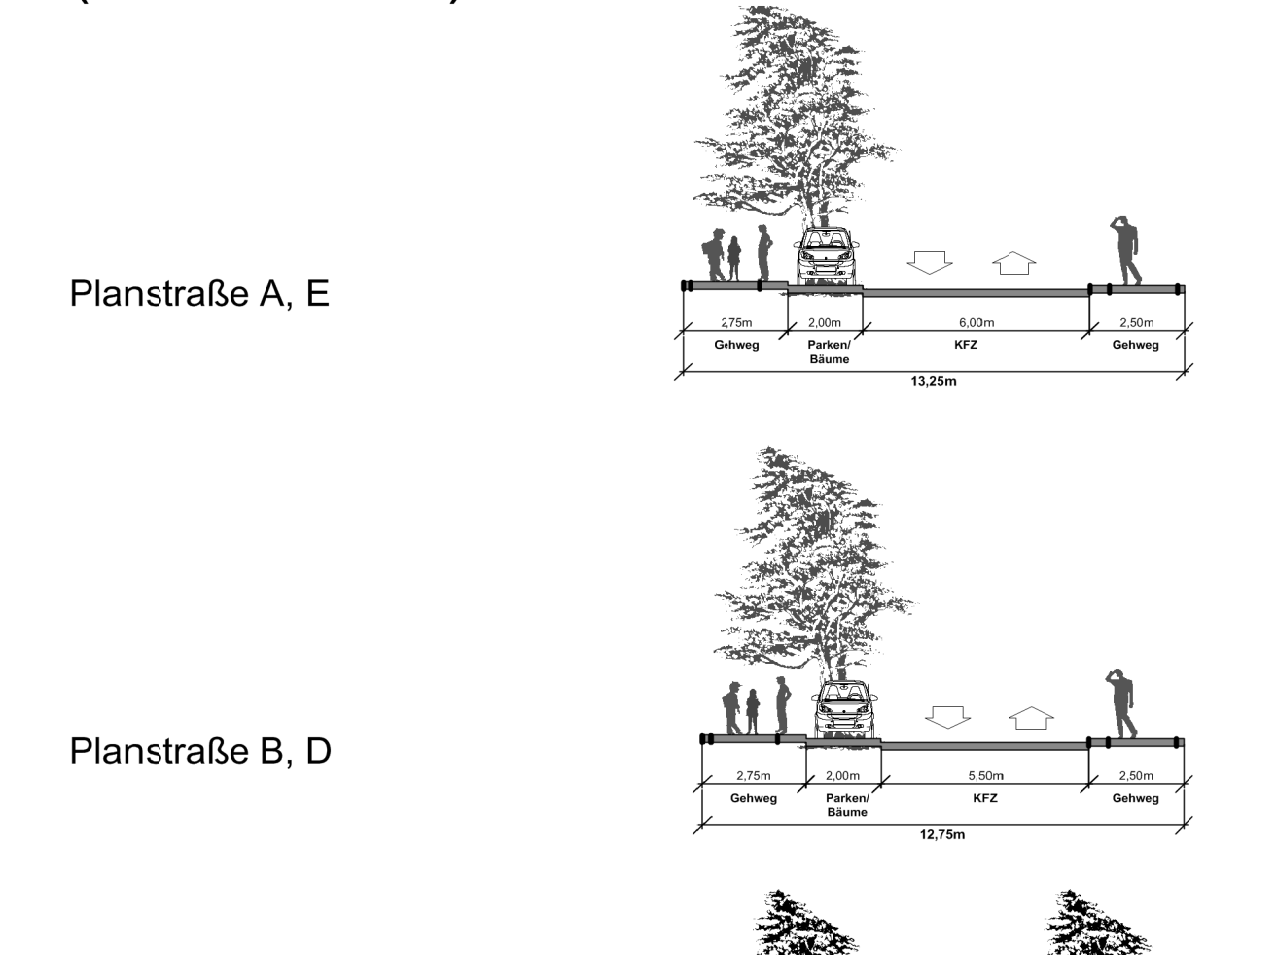 Planstraße A, E
2,75m 2,00m 6,00m 2,50m
Gehweg Parken/ KFZ Gehweg
Bäume
13,25m
Planstraße B, D
2,75m 2,00m 5.50m 2,50m
Gehweg Parken/ KFZ Gehweg
Bäume
12,75m